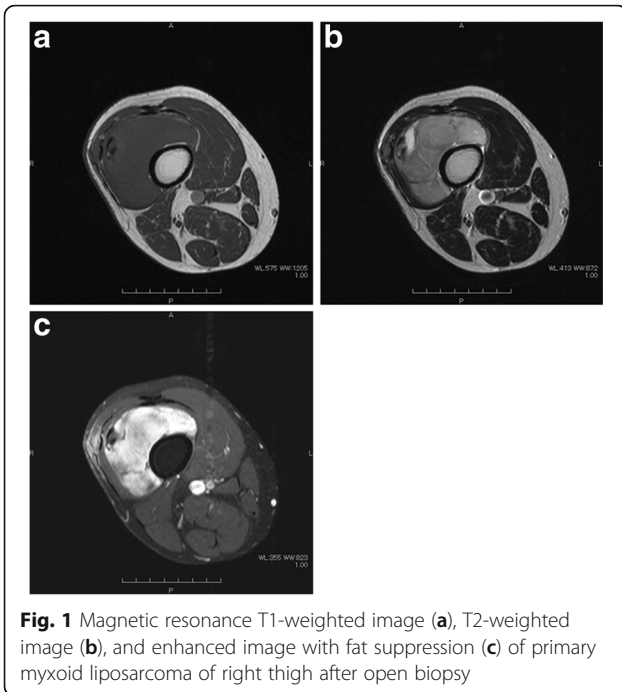 a
A
R
L
WL:575 WW:1205
1.00
P
b
A
R
L
WL:413 WW:872
1.00
P
c
A
R
L
WL:355 WW:823
1.00
P
Fig. 1 Magnetic resonance T1-weighted image (a), T2-weighted
image (b), and enhanced image with fat suppression (c) of primary
myxoid liposarcoma of right thigh after open biopsy